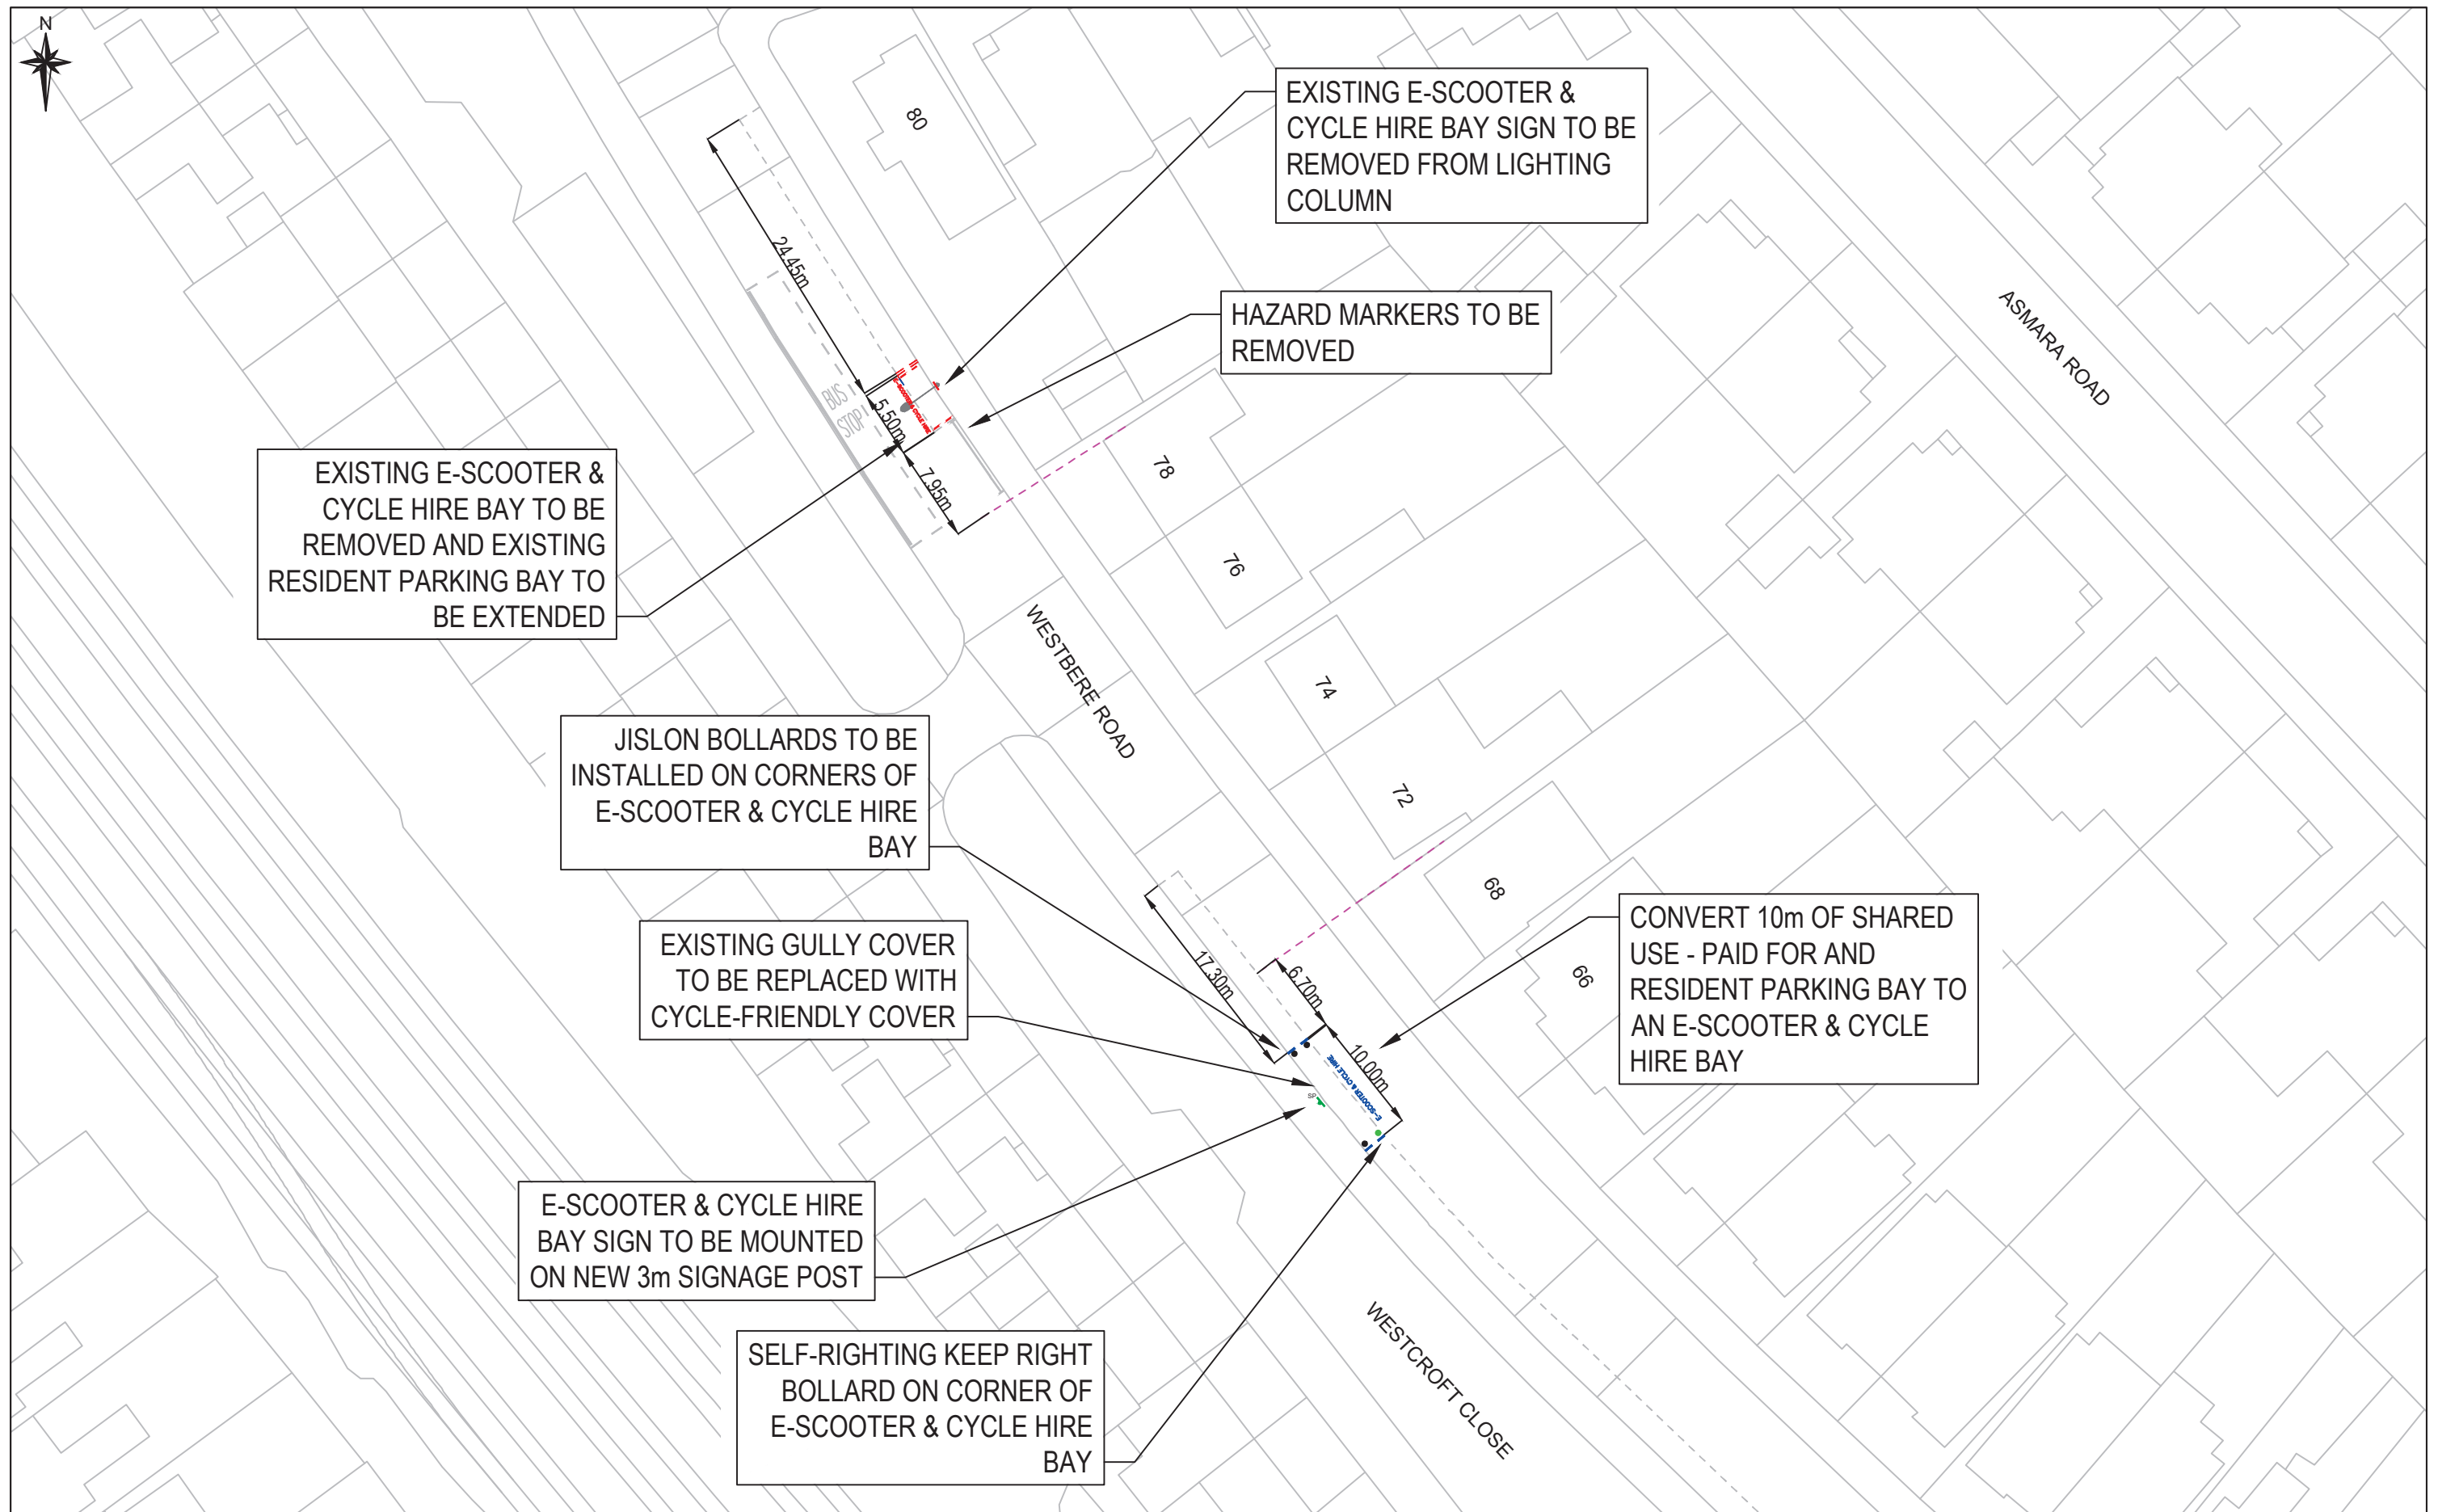 N
80
EXISTING E-SCOOTER &
CYCLE HIRE BAY SIGN TO BE
REMOVED FROM LIGHTING
COLUMN
24.45m
HAZARD MARKERS TO BE
REMOVED
ASMARA ROAD
BUS
STOP
5.50m
7.95m
78
76
EXISTING E-SCOOTER &
CYCLE HIRE BAY TO BE
REMOVED AND EXISTING
RESIDENT PARKING BAY TO
BE EXTENDED
WESTBERE ROAD
74
72
JISLON BOLLARDS TO BE
INSTALLED ON CORNERS OF
E-SCOOTER & CYCLE HIRE
BAY
68
66
EXISTING GULLY COVER
TO BE REPLACED WITH
CYCLE-FRIENDLY COVER
17.30m
6.70m
10.00m
E-SCOOTER & CYCLE HIRE
SP
CONVERT 10m OF SHARED
USE - PAID FOR AND
RESIDENT PARKING BAY TO
AN E-SCOOTER & CYCLE
HIRE BAY
E-SCOOTER & CYCLE HIRE
BAY SIGN TO BE MOUNTED
ON NEW 3m SIGNAGE POST
SELF-RIGHTING KEEP RIGHT
BOLLARD ON CORNER OF
E-SCOOTER & CYCLE HIRE
BAY
WESTCROFT CLOSE